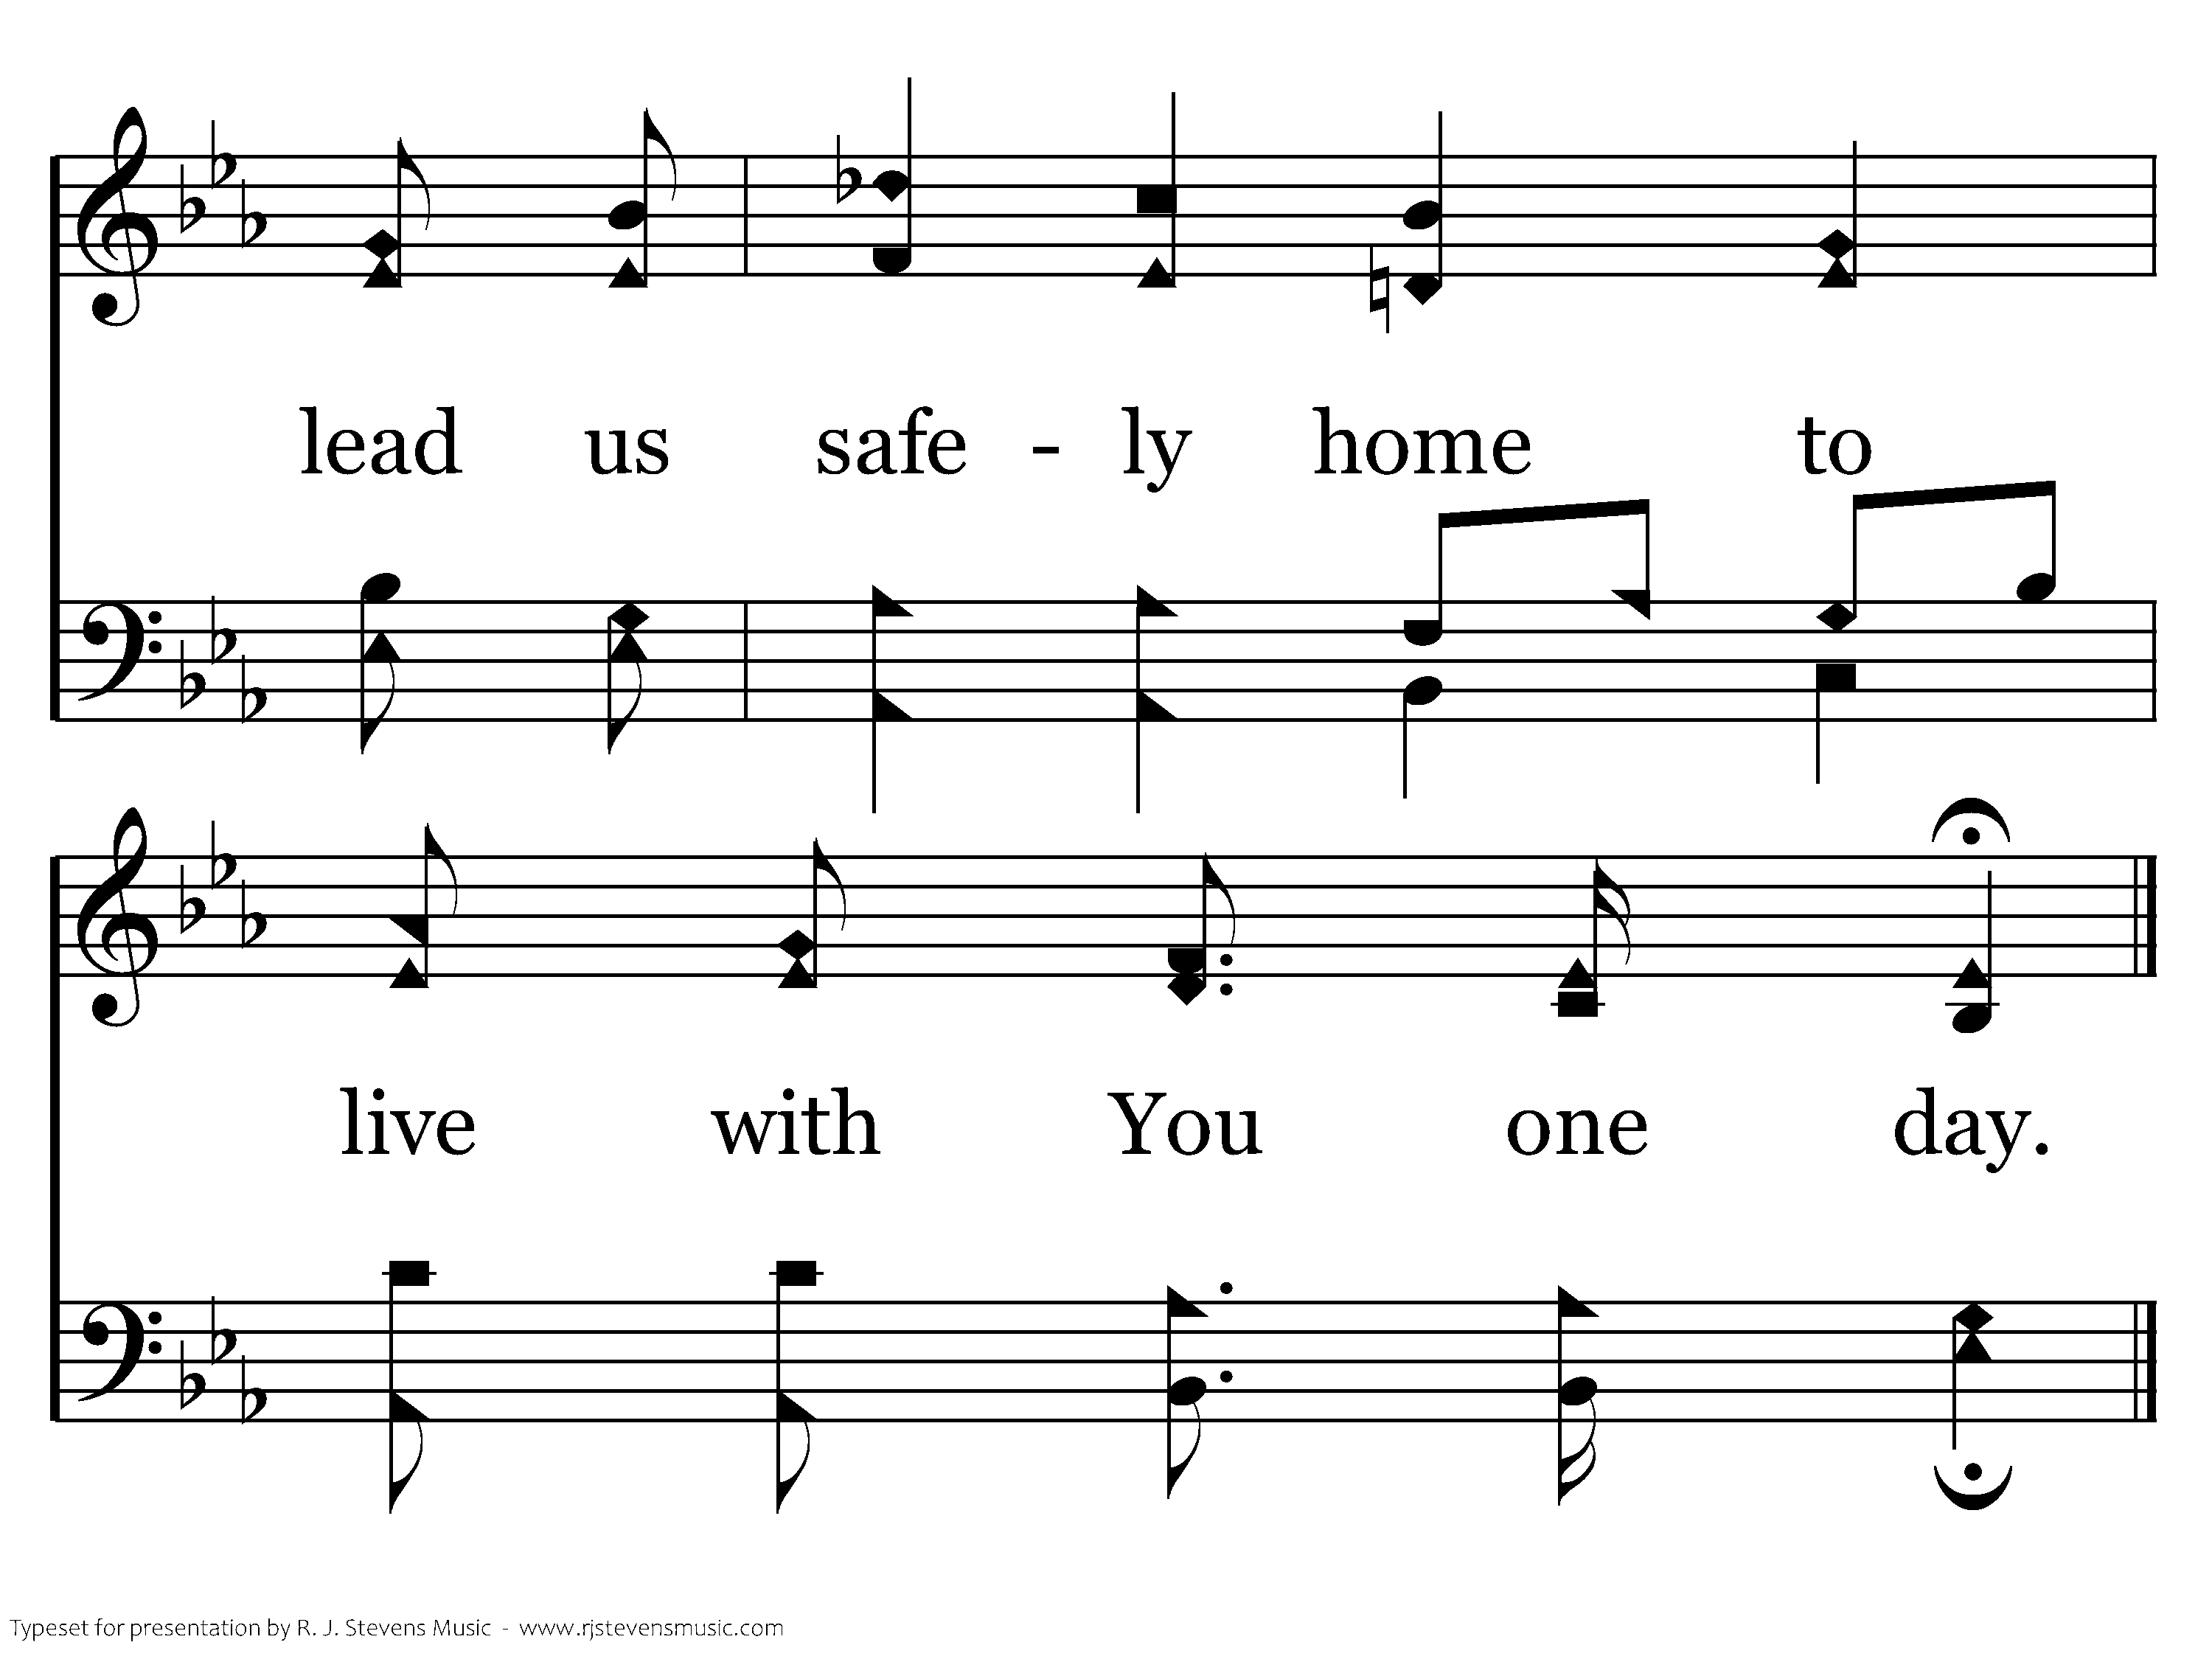 lead us safe - ly home to
live with You one day.
Typeset for presentation by R. J. Stevens Music - www.rjstevensmusic.com